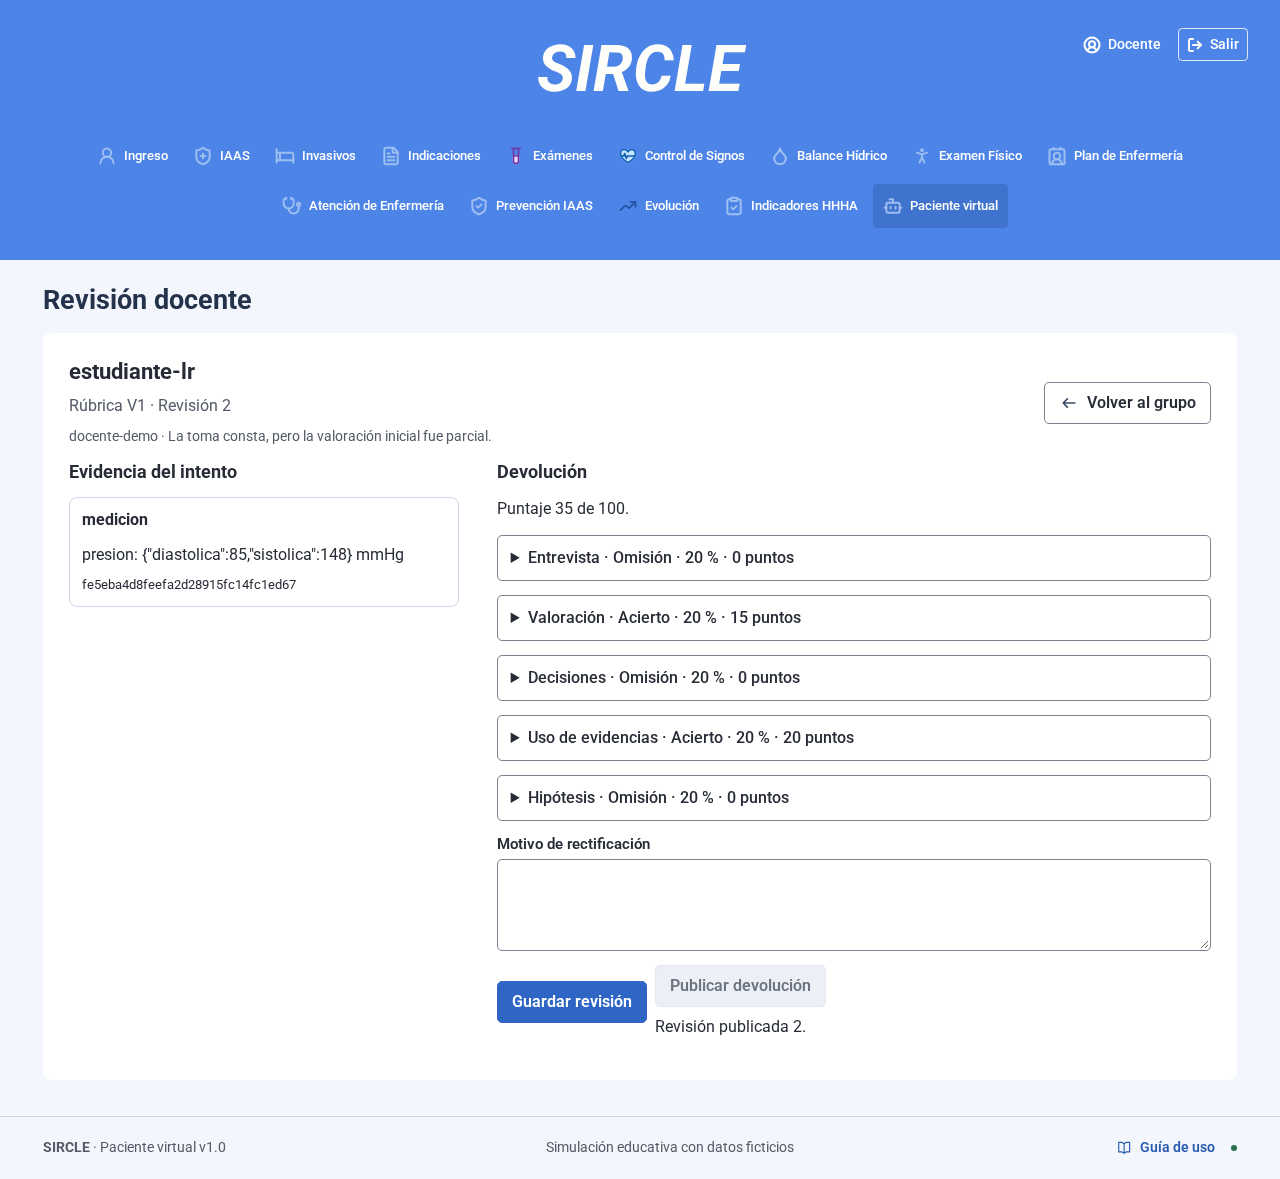 SIRCLE
Docente
Salir
Ingreso
IAAS
Invasivos
Indicaciones
Exámenes
Control de Signos
Balance Hídrico
Examen Físico
Plan de Enfermería
Atención de Enfermería
Prevención IAAS
Evolución
Indicadores HHHA
Paciente virtual
Revisión docente
estudiante-lr
Rúbrica V1 · Revisión 2
docente-demo · La toma consta, pero la valoración inicial fue parcial.
Volver al grupo
Evidencia del intento
medicion
presion: {"diastolica":85,"sistolica":148} mmHg
fe5eba4d8feefa2d28915fc14fc1ed67
Devolución
Puntaje 35 de 100.
Entrevista · Omisión · 20 % · 0 puntos
Valoración · Acierto · 20 % · 15 puntos
Decisiones · Omisión · 20 % · 0 puntos
Uso de evidencias · Acierto · 20 % · 20 puntos
Hipótesis · Omisión · 20 % · 0 puntos
Motivo de rectificación
Guardar revisión
Publicar devolución
Revisión publicada 2.
SIRCLE · Paciente virtual v1.0
Simulación educativa con datos ficticios
Guía de uso